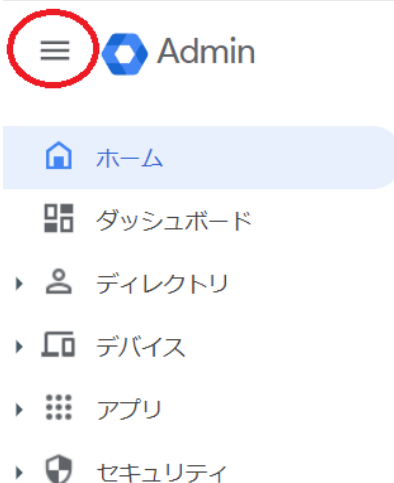 Admin
ホーム
ダッシュボード
ディレクトリ
デバイス
アプリ
セキュリティ